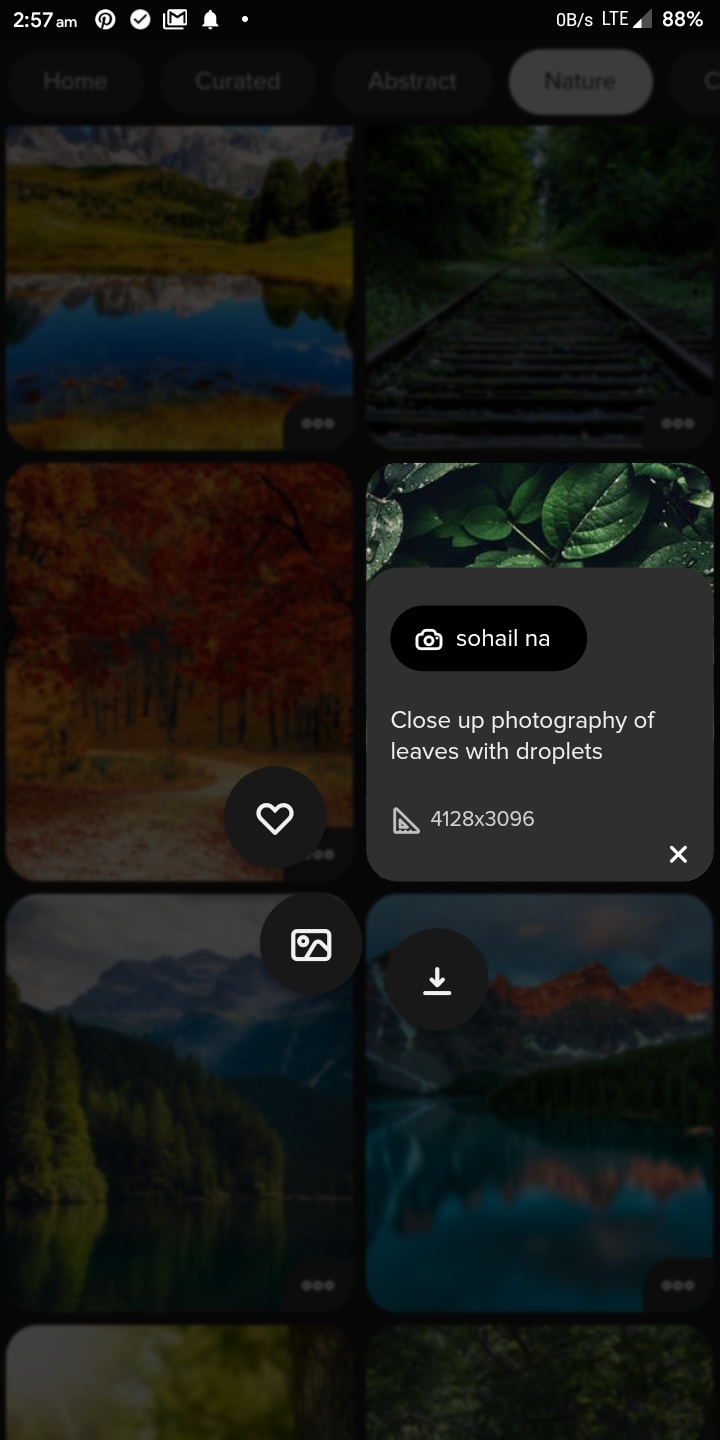 2:57 am
0B/s LTE 88%
Home Curated Abstract Nature C
sohail na
Close up photography of
leaves with droplets
4128x3096